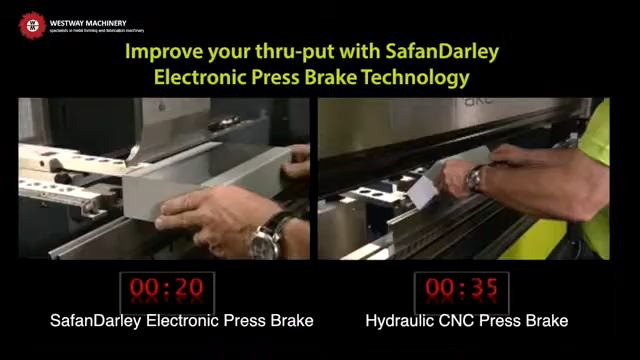 WESTWAY MACHINERY
specialists in metal forming and fabrication machinery
Improve your thru-put with SafanDarley
Electronic Press Brake Technology
00:20
00:35
SafanDarley Electronic Press Brake
Hydraulic CNC Press Brake